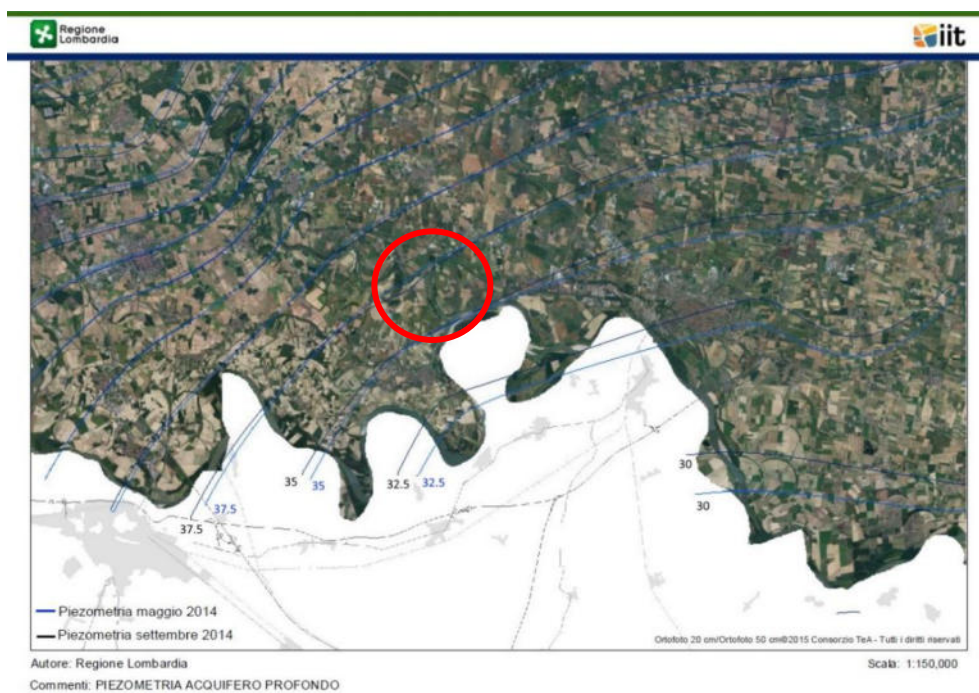 Regione
Lombardia
iit
35
35
32.5
32.5
37.5
37.5
30
30
Piezometria maggio 2014
Piezometria settembre 2014
Ortofoto 20 cm/Ortofoto 50 cm©2015 Consorzio TeA - Tutti i diritti riservati
Autore: Regione Lombardia
Scala: 1:150,000
Commenti: PIEZOMETRIA ACQUIFERO PROFONDO